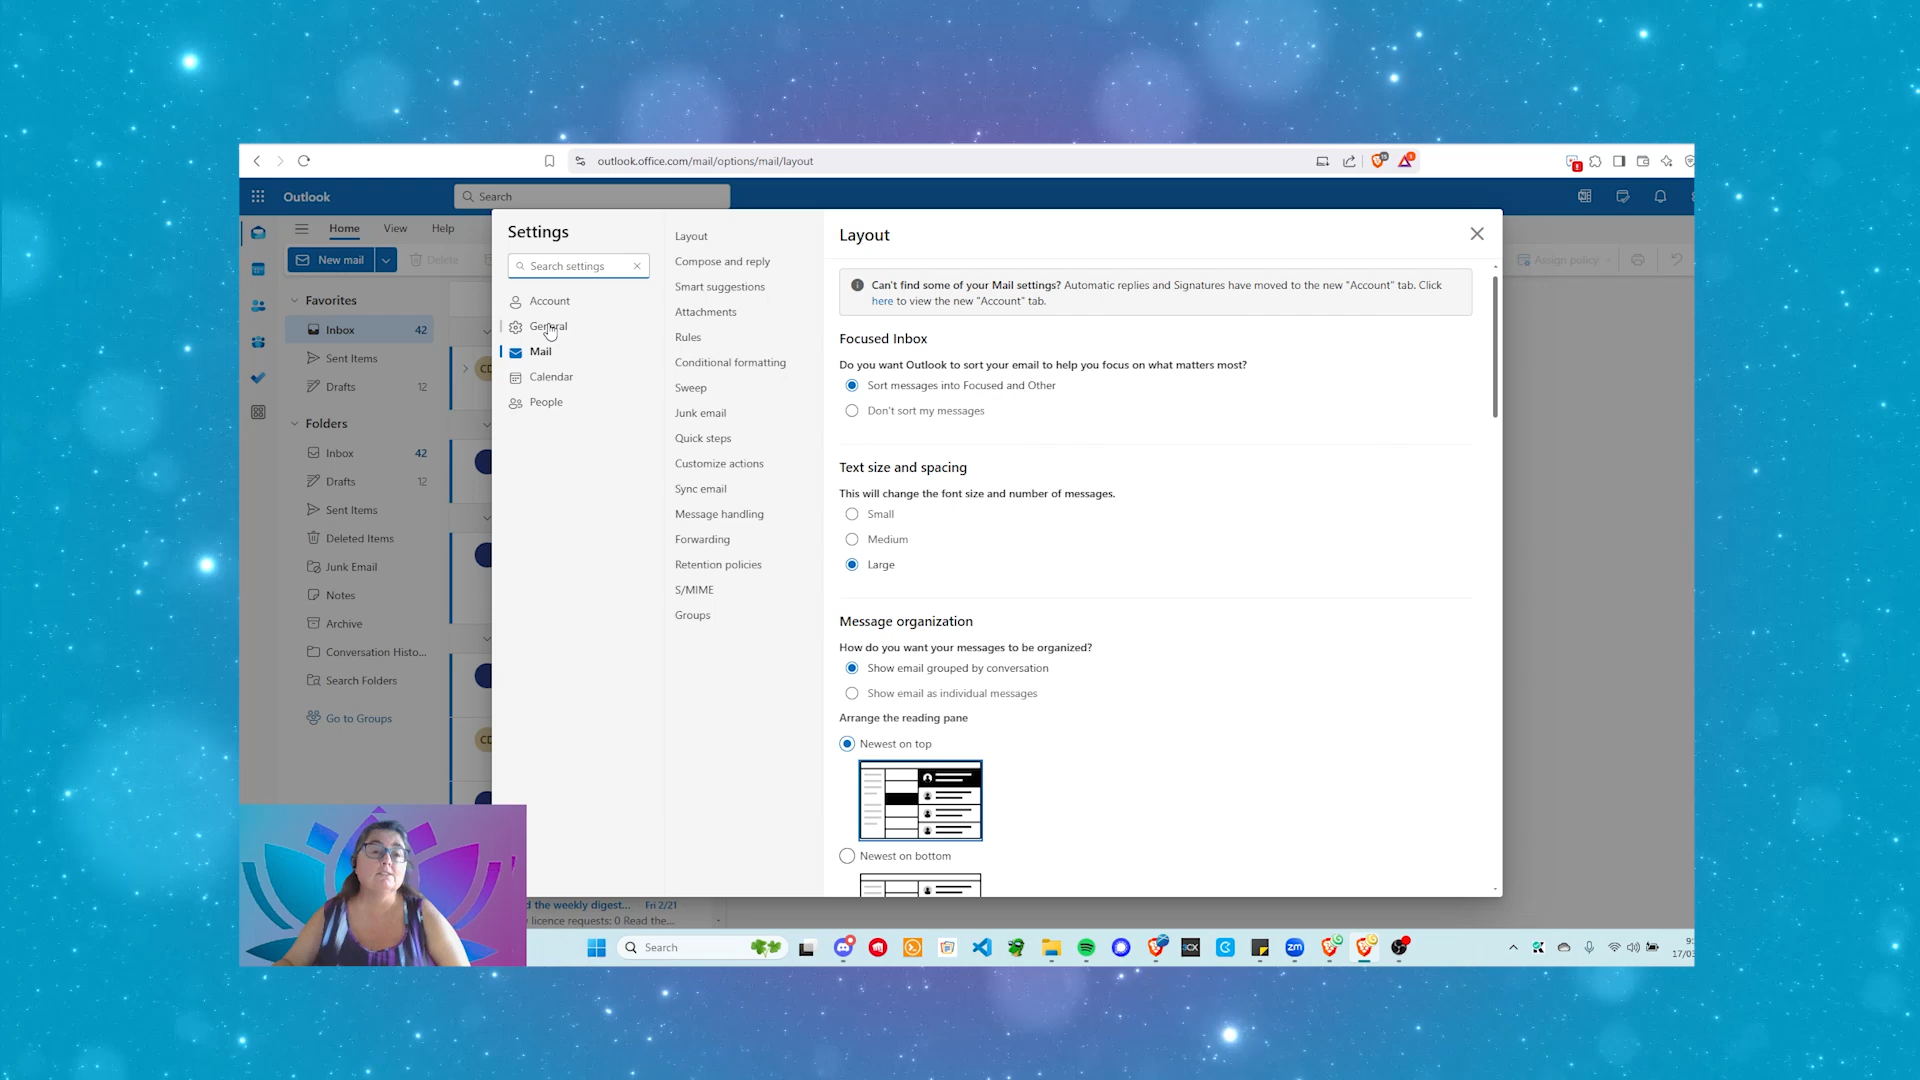 outlook.office.com/mail/options/mail/layout
Outlook
Search
Home
View
Help
New mail
Delete
Assign policy
Favorites
Inbox 42
Sent Items
Drafts 12
Folders
Inbox 42
Drafts 12
Sent Items
Deleted Items
Junk Email
Notes
Archive
Conversation Histo...
Search Folders
Go to Groups
Settings
Search settings
Account
General
Mail
Calendar
People
Layout
Compose and reply
Smart suggestions
Attachments
Rules
Conditional formatting
Sweep
Junk email
Quick steps
Customize actions
Sync email
Message handling
Forwarding
Retention policies
S/MIME
Groups
Layout
Can't find some of your Mail settings? Automatic replies and Signatures have moved to the new "Account" tab. Click
here to view the new "Account" tab.
Focused Inbox
Do you want Outlook to sort your email to help you focus on what matters most?
Sort messages into Focused and Other
Don't sort my messages
Text size and spacing
This will change the font size and number of messages.
Small
Medium
Large
Message organization
How do you want your messages to be organized?
Show email grouped by conversation
Show email as individual messages
Arrange the reading pane
Newest on top
Newest on bottom
the weekly digest... Fri 2/21
licence requests: 0 Read the...
Search
zm
17/03